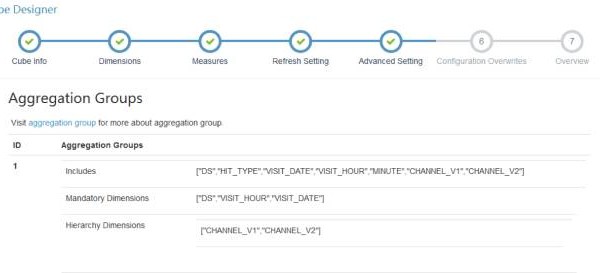 be Designer
6
7
Cube Info Dimensions Measures Refresh Setting Advanced Setting Configuration Overwrites Overview
Aggregation Groups
Visit aggregation group for more about aggregation group.
ID Aggregation Groups
1
Includes ["DS","HIT_TYPE","VISIT_DATE","VISIT_HOUR","MINUTE","CHANNEL_V1","CHANNEL_V2"]
Mandatory Dimensions ["DS","VISIT_HOUR","VISIT_DATE"]
Hierarchy Dimensions ["CHANNEL_V1","CHANNEL_V2"]